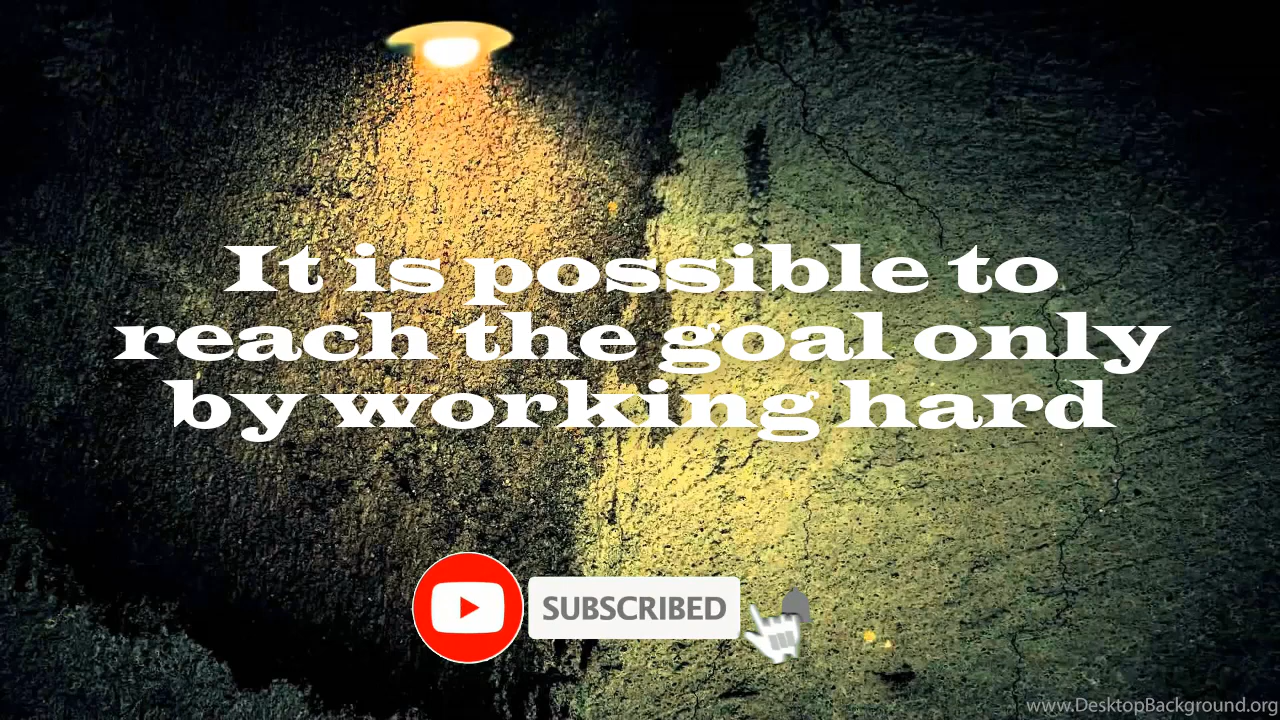 It is possible to
reach the goal only
by working hard
SUBSCRIBED
www.DesktopBackground.org